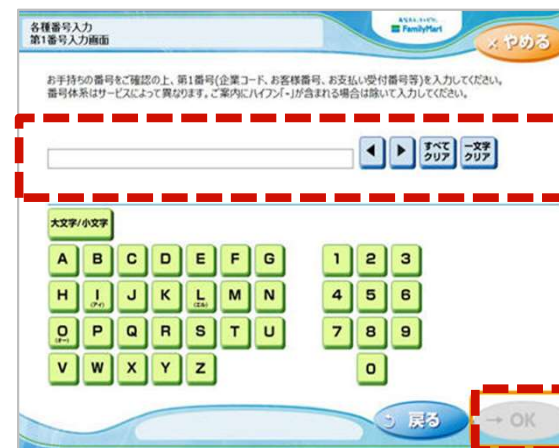 各種番号入力
第1番号入力画面
FamilyMart
×やめる
お手持ちの番号をご確認の上、第1番号(企業コード、お客様番号、お支払い受付番号等)を入力してください。
番号体系はサービスによって異なります。ご案内にハイフン「-」が含まれる場合は除いて入力してください。
◀ ▶ すべてクリア 一文字クリア
大文字/小文字
A B C D E F G 1 2 3
H I(アイ) J K L(エル) M N 4 5 6
O(オー) P Q R S T U 7 8 9
V W X Y Z 0
戻る → OK